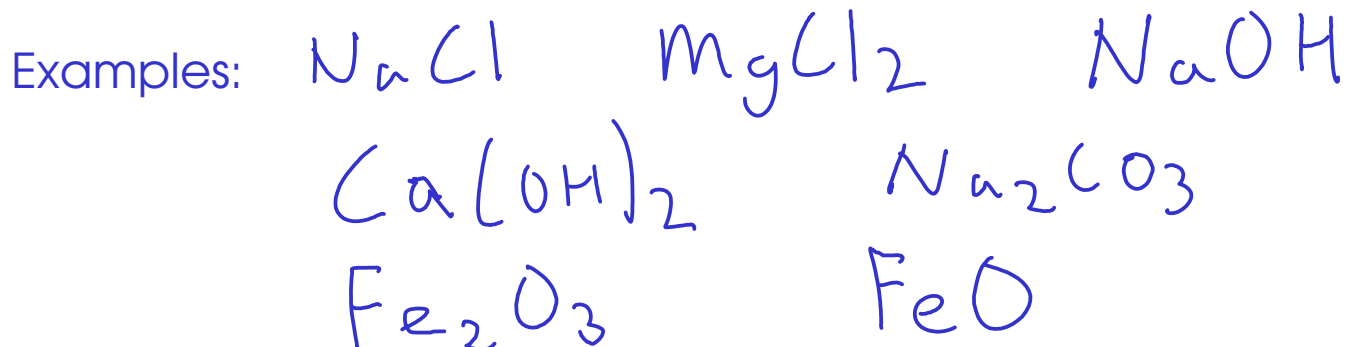 Examples: NaCl MgCl₂ NaOH
Ca(OH)₂ Na₂CO₃
Fe₂O₃ FeO